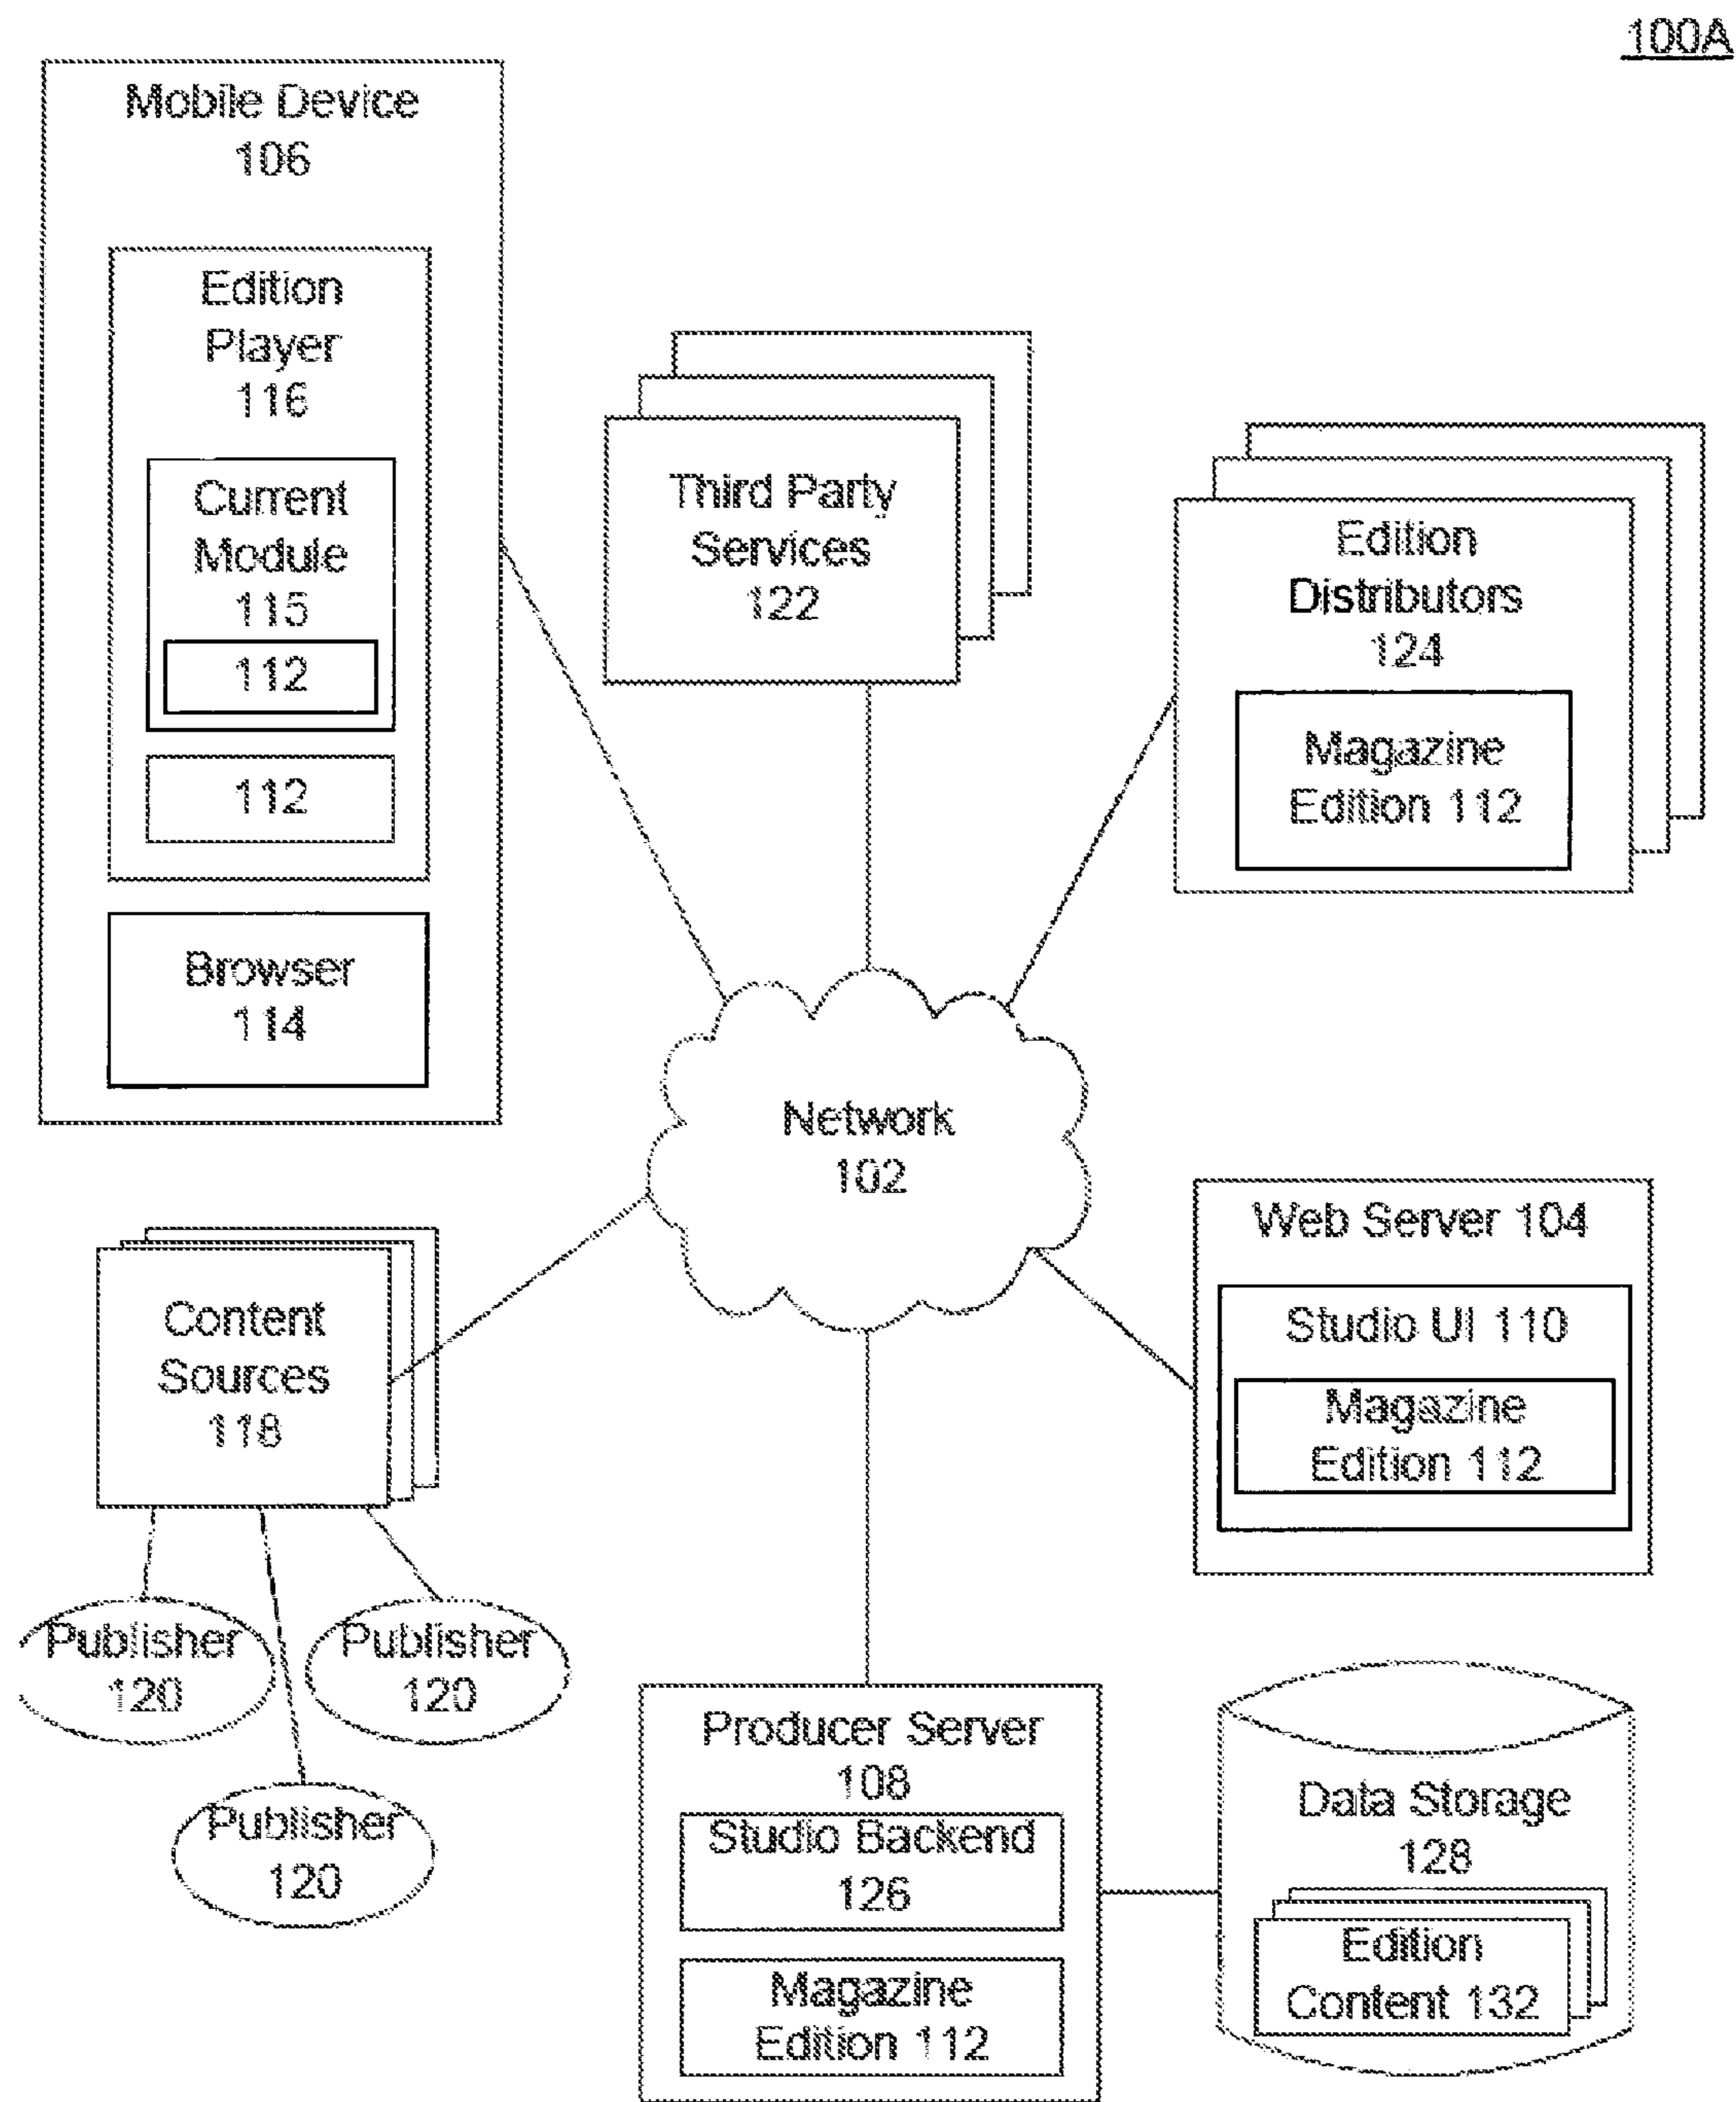 100A
Mobile Device
106
Edition
Player
116
Current
Module
115
112
112
Browser
114
Third Party
Services
122
Edition
Distributors
124
Magazine
Edition 112
Network
102
Web Server 104
Studio UI 110
Magazine
Edition 112
Content
Sources
118
Publisher
120
Publisher
120
Publisher
120
Producer Server
108
Studio Backend
126
Magazine
Edition 112
Data Storage
128
Edition
Content 132